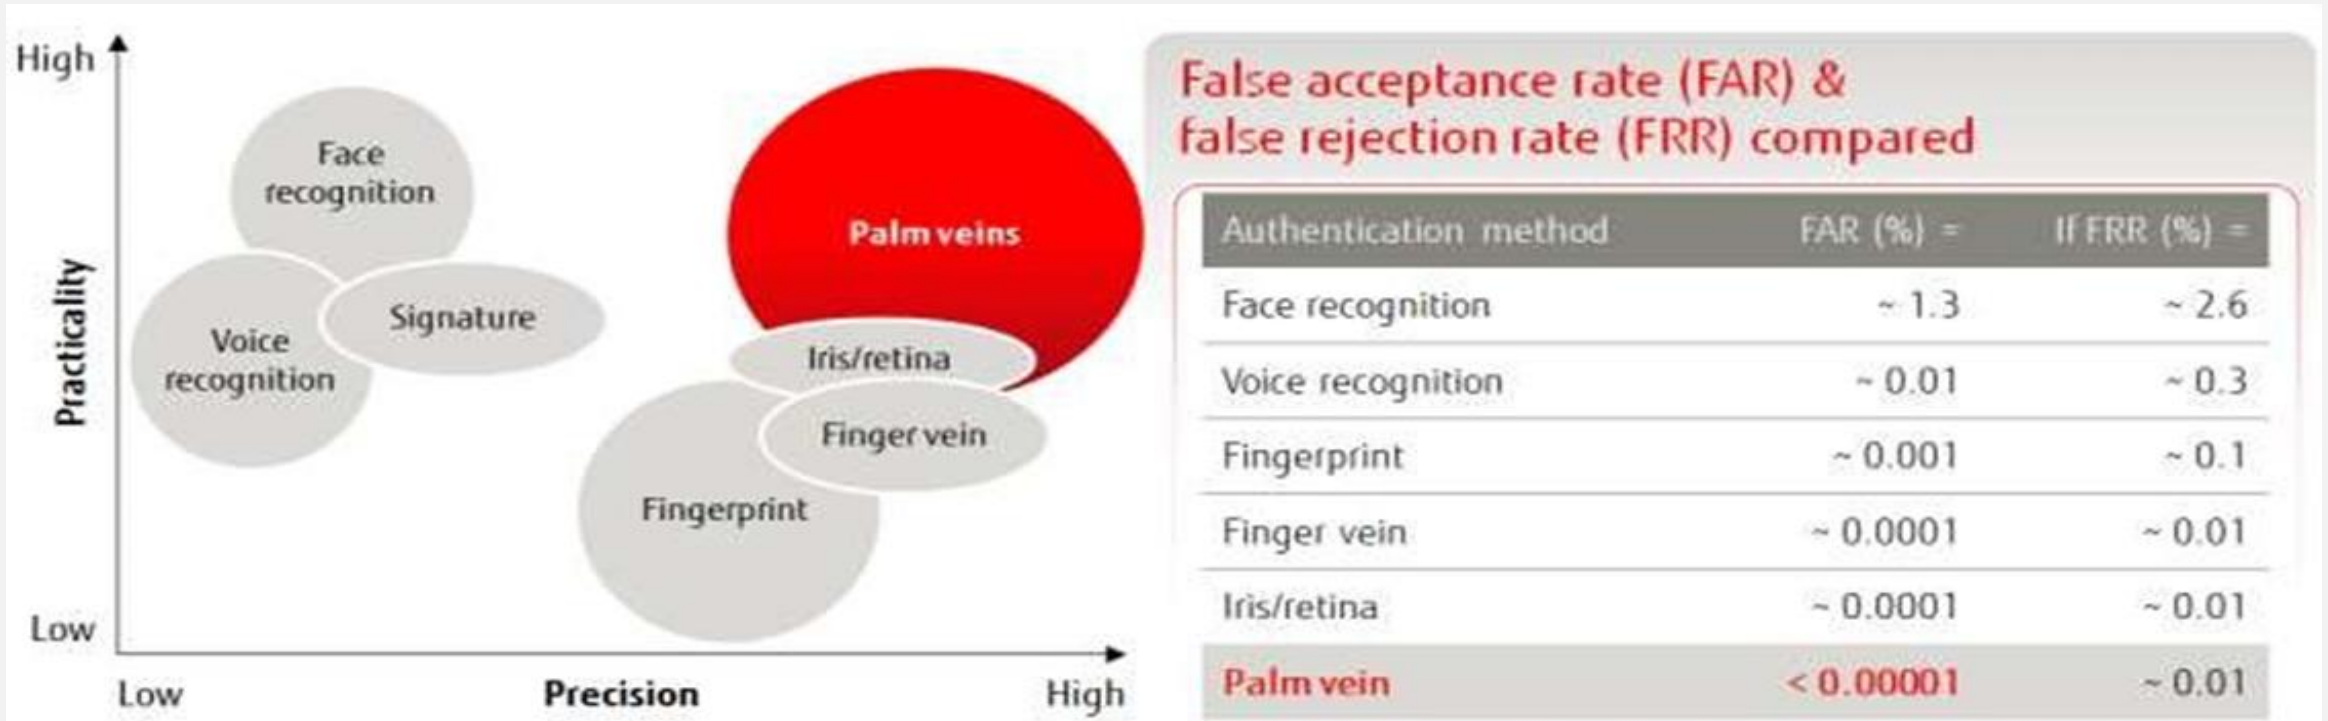 High
Face
recognition
Palm veins
Practicality
Signature
Voice
recognition
Iris/retina
Finger vein
Fingerprint
Low
Low
Precision
High
False acceptance rate (FAR) &
false rejection rate (FRR) compared
Authentication method FAR (%) = If FRR (%) =
Face recognition ~ 1.3 ~ 2.6
Voice recognition ~ 0.01 ~ 0.3
Fingerprint ~ 0.001 ~ 0.1
Finger vein ~ 0.0001 ~ 0.01
Iris/retina ~ 0.0001 ~ 0.01
Palm vein < 0.00001 ~ 0.01